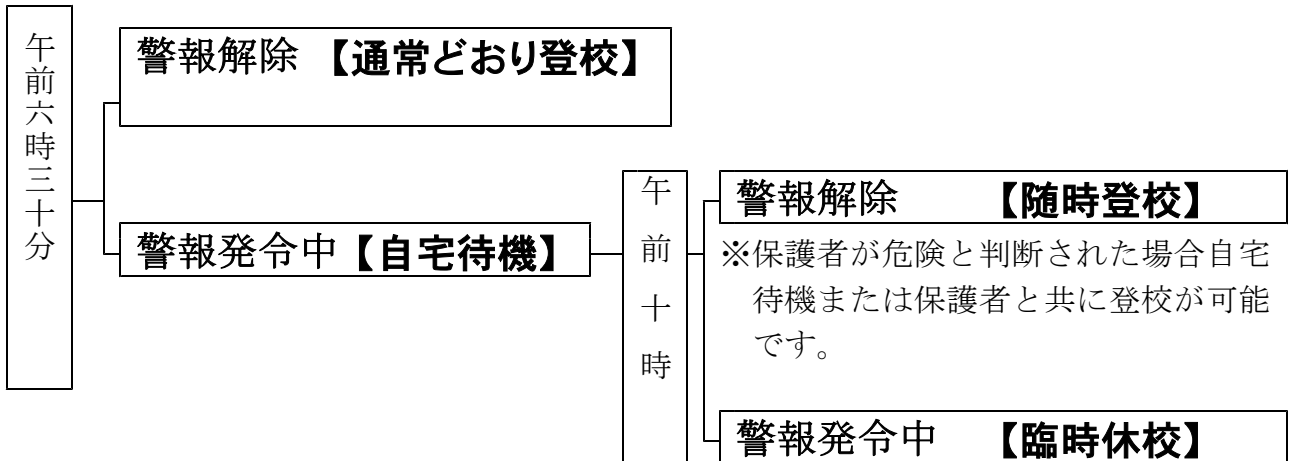 午前六時三十分
警報解除 【通常どおり登校】
警報発令中【自宅待機】
午前十時
警報解除 【随時登校】
※保護者が危険と判断された場合自宅
待機または保護者と共に登校が可能
です。
警報発令中 【臨時休校】